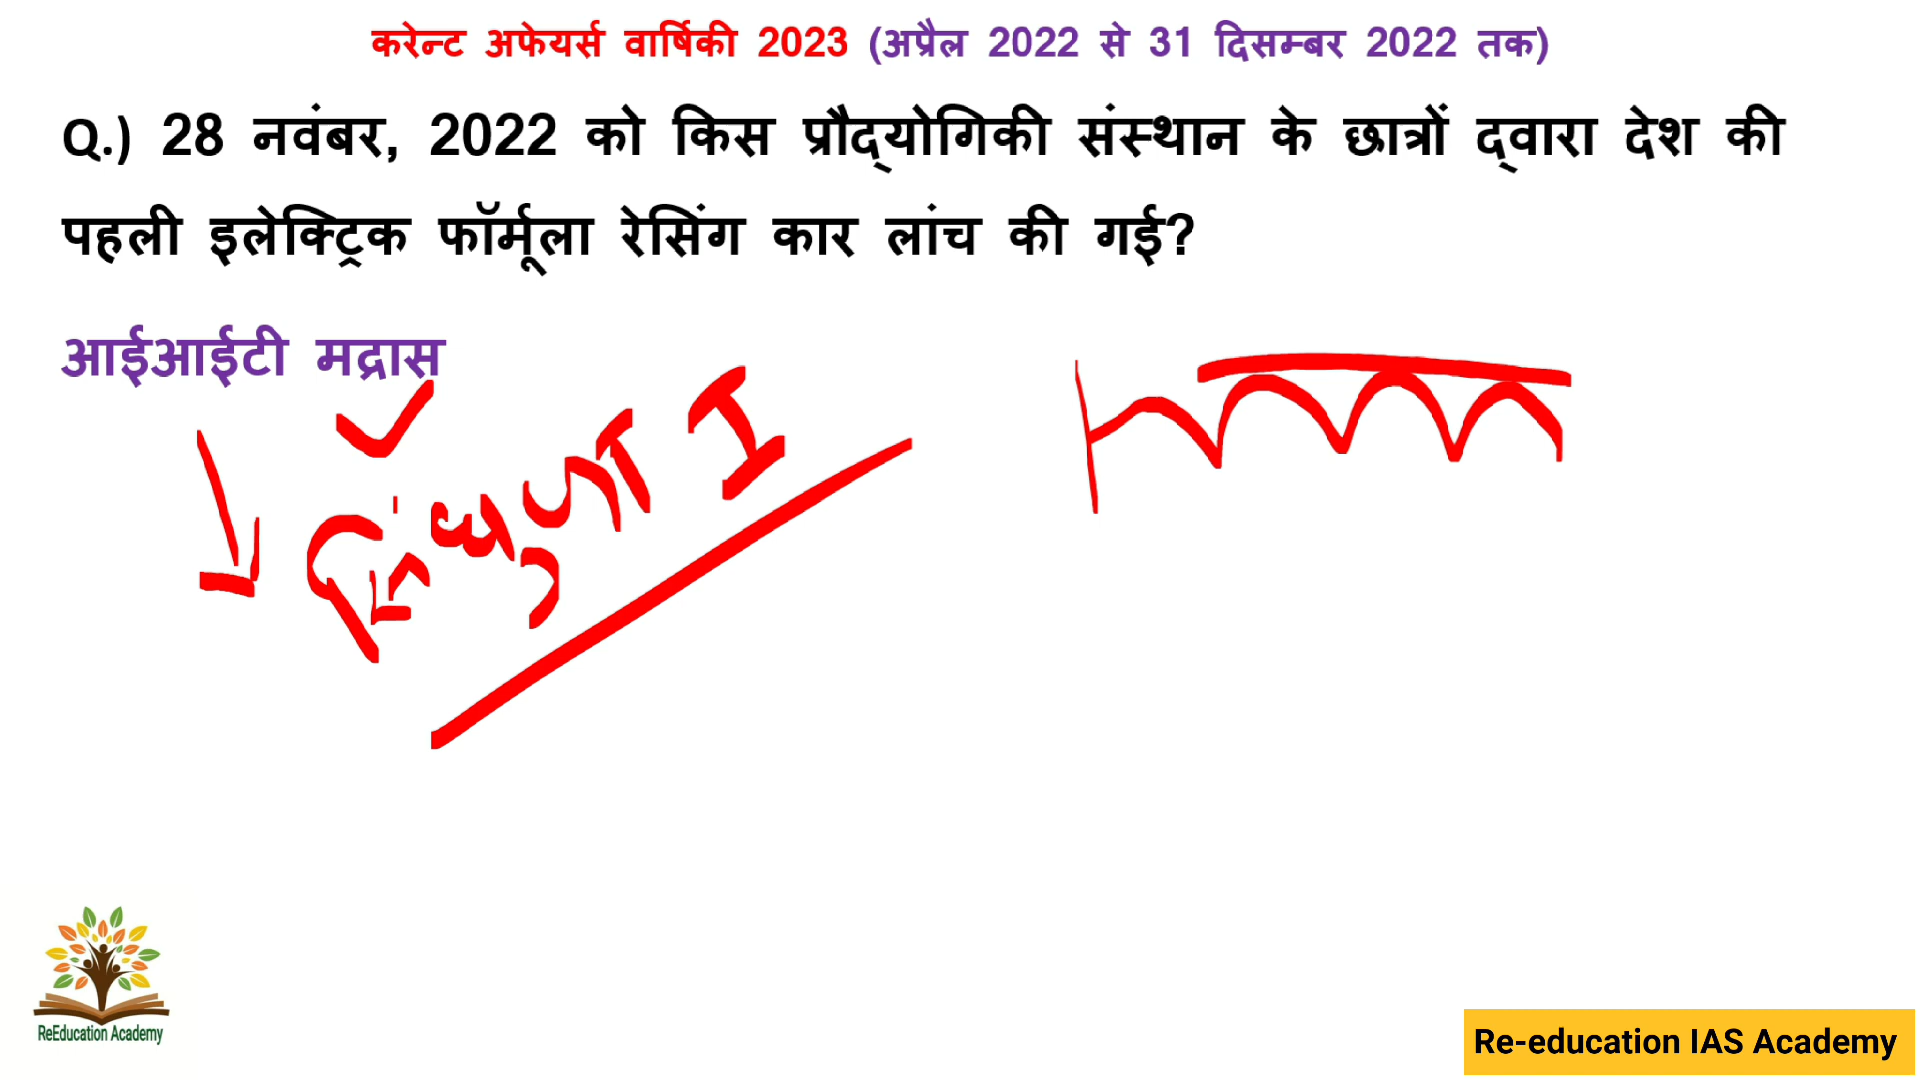 करेन्ट अफेयर्स वार्षिकी 2023 (अप्रैल 2022 से 31 दिसम्बर 2022 तक)
Q.) 28 नवंबर, 2022 को किस प्रौद्योगिकी संस्थान के छात्रों द्वारा देश की
पहली इलेक्ट्रिक फॉर्मूला रेसिंग कार लांच की गई?
आईआईटी मद्रास
ReEducation Academy
Re-education IAS Academy